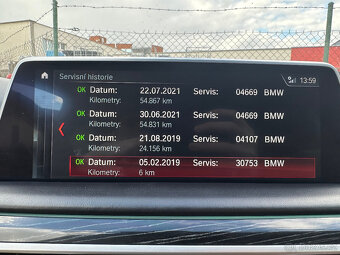 Servisní historie
13:59
OK Datum: 22.07.2021 Servis: 04669 BMW
Kilometry: 54.867 km
OK Datum: 30.06.2021 Servis: 04669 BMW
Kilometry: 54.831 km
OK Datum: 21.08.2019 Servis: 04107 BMW
Kilometry: 24.156 km
OK Datum: 05.02.2019 Servis: 30753 BMW
Kilometry: 6 km